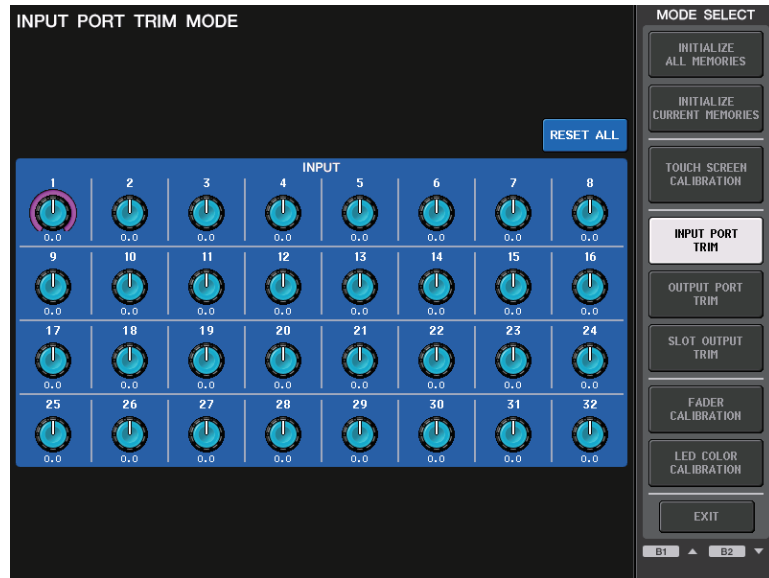 INPUT PORT TRIM MODE
RESET ALL
INPUT
1 2 3 4 5 6 7 8
0.0 0.0 0.0 0.0 0.0 0.0 0.0 0.0
9 10 11 12 13 14 15 16
0.0 0.0 0.0 0.0 0.0 0.0 0.0 0.0
17 18 19 20 21 22 23 24
0.0 0.0 0.0 0.0 0.0 0.0 0.0 0.0
25 26 27 28 29 30 31 32
0.0 0.0 0.0 0.0 0.0 0.0 0.0 0.0
MODE SELECT
INITIALIZE
ALL MEMORIES
INITIALIZE
CURRENT MEMORIES
TOUCH SCREEN
CALIBRATION
INPUT PORT
TRIM
OUTPUT PORT
TRIM
SLOT OUTPUT
TRIM
FADER
CALIBRATION
LED COLOR
CALIBRATION
EXIT
B1 ▲ B2 ▼